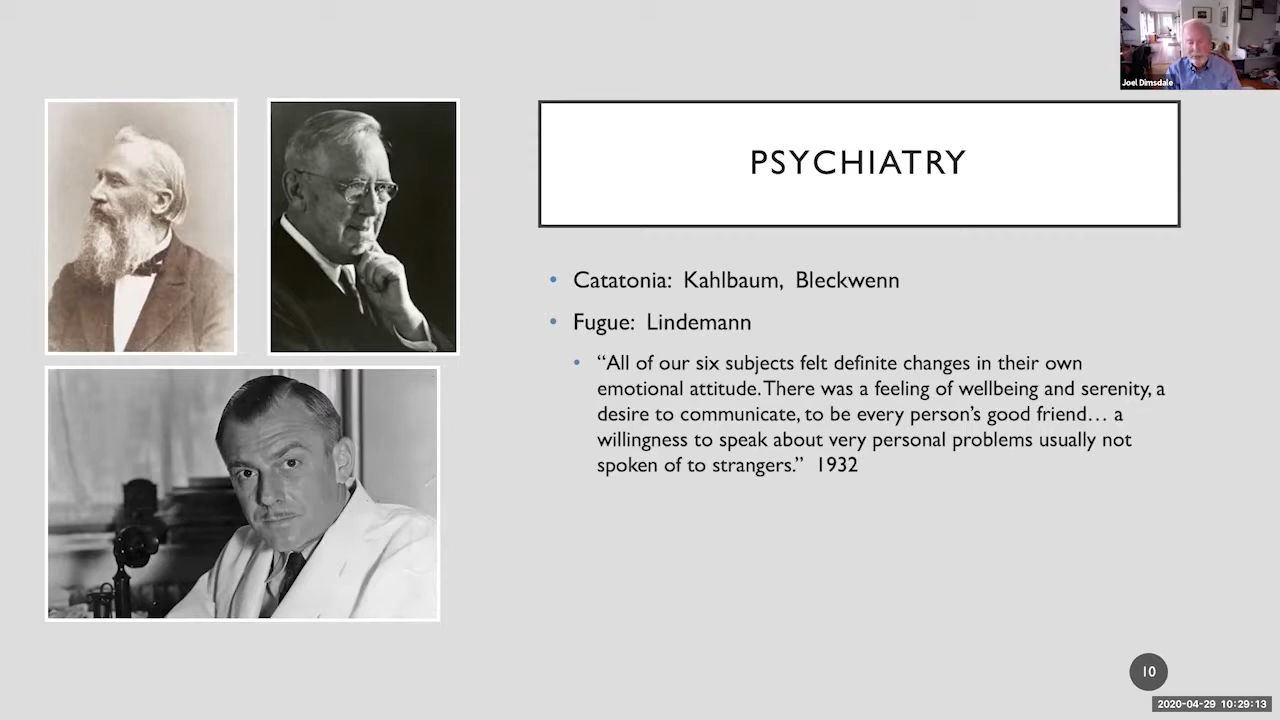 Joel Dimsdale
PSYCHIATRY
• Catatonia: Kahlbaum, Bleckwenn
• Fugue: Lindemann
• “All of our six subjects felt definite changes in their own
emotional attitude. There was a feeling of wellbeing and serenity, a
desire to communicate, to be every person’s good friend… a
willingness to speak about very personal problems usually not
spoken of to strangers.” 1932
10
2020-04-29 10:29:13